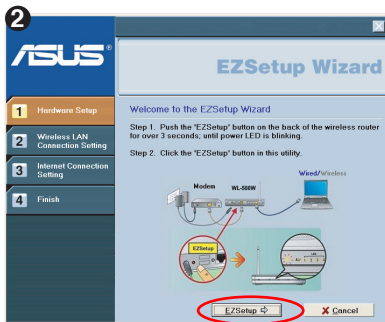 2
ASUS®
EZSetup Wizard
1 Hardware Setup
2 Wireless LAN
Connection Setting
3 Internet Connection
Setting
4 Finish
Welcome to the EZSetup Wizard
Step 1. Push the 'EZSetup' button on the back of the wireless router
for over 3 seconds; until power LED is blinking.
Step 2. Click the 'EZSetup' button in this utility.
Wired/Wireless
Modem WL-500W
EZSetup
EZSetup
X Cancel